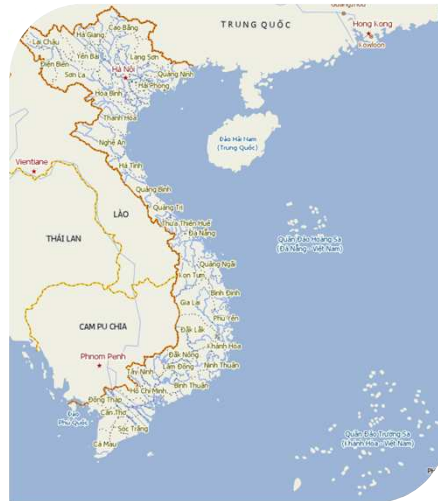 TRUNG QUỐC
Hong Kong
Kowloon
Cao Bằng
Hà Giang
Lai Châu
Yên Bái
Lạng Sơn
Điện Biên
Sơn La
Hà Nội
Quảng Ninh
Hải Phòng
Hòa Bình
Thanh Hóa
Đảo Hải Nam
(Trung Quốc)
Nghệ An
Vientiane
Hà Tĩnh
Quảng Bình
LÀO
Quảng Trị
Thừa Thiên Huế
Đà Nẵng
THÁI LAN
Quần Đảo Hoàng Sa
(Đà Nẵng - Việt Nam)
Quảng Ngãi
Kon Tum
Bình Định
Gia Lai
Phú Yên
CAM PU CHIA
Đắk Lắk
Khánh Hòa
Phnom Penh
Đắk Nông
Lâm Đồng
Ninh Thuận
Tây Ninh
Bình Thuận
Hồ Chí Minh
Đồng Tháp
Đảo
Phú Quốc
Cần Thơ
Sóc Trăng
Cà Mau
Quần Đảo Trường Sa
(Khánh Hòa - Việt Nam)